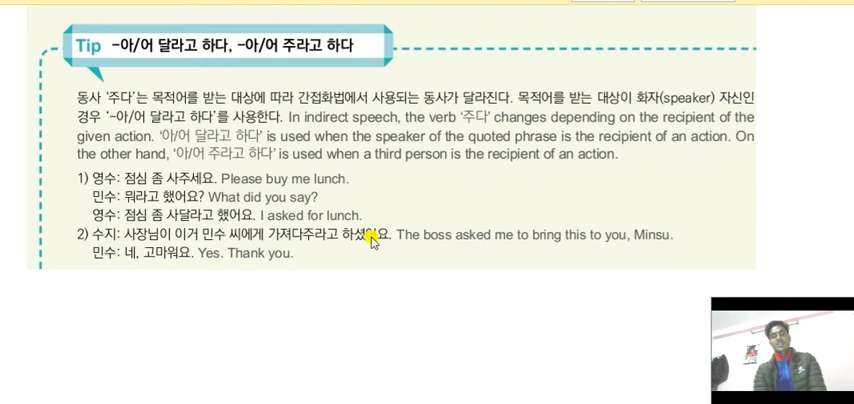 Tip -아/어 달라고 하다, -아/어 주라고 하다
동사 '주다'는 목적어를 받는 대상에 따라 간접화법에서 사용되는 동사가 달라진다. 목적어를 받는 대상이 화자(speaker) 자신인
경우 '-아/어 달라고 하다'를 사용한다. In indirect speech, the verb '주다' changes depending on the recipient of the
given action. '아/어 달라고 하다' is used when the speaker of the quoted phrase is the recipient of an action. On
the other hand, '아/어 주라고 하다' is used when a third person is the recipient of an action.
1) 영수: 점심 좀 사주세요. Please buy me lunch.
민수: 뭐라고 했어요? What did you say?
영수: 점심 좀 사달라고 했어요. I asked for lunch.
2) 수지: 사장님이 이거 민수 씨에게 가져다주라고 하셨어요. The boss asked me to bring this to you, Minsu.
민수: 네, 고마워요. Yes. Thank you.